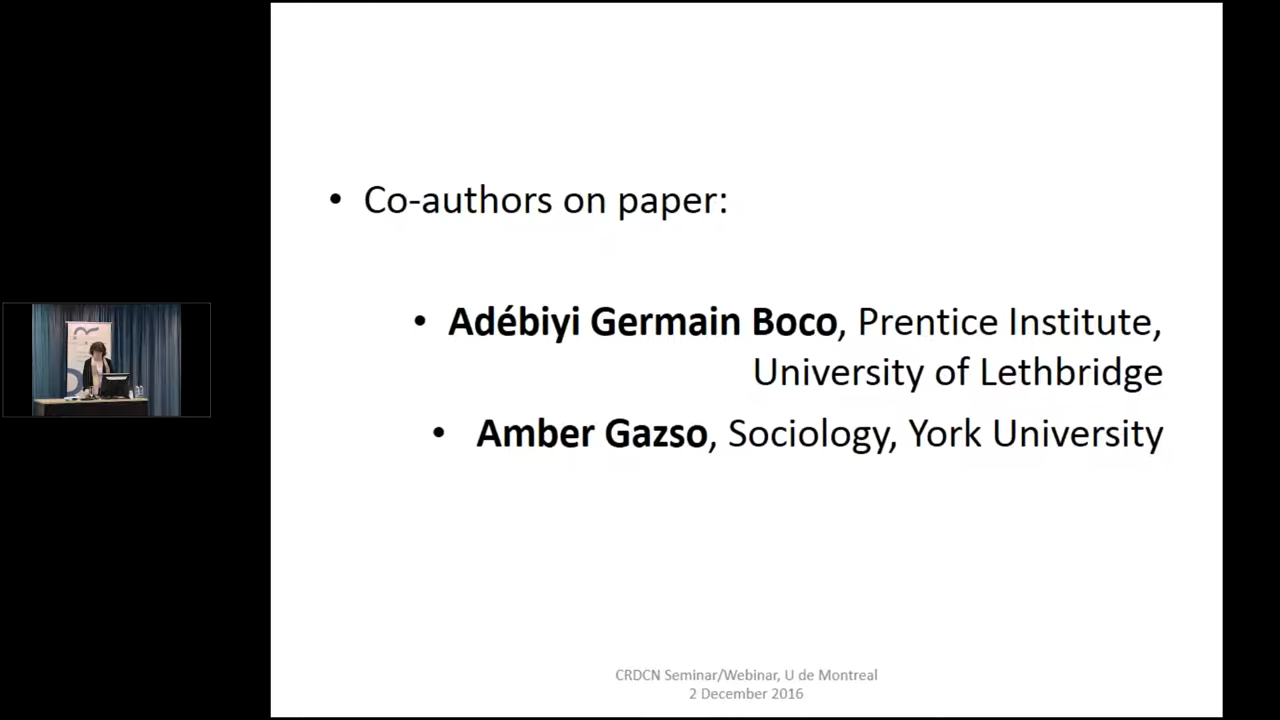 • Co-authors on paper:
• Adébiyi Germain Boco, Prentice Institute,
University of Lethbridge
• Amber Gazso, Sociology, York University
CRDCN Seminar/Webinar, U de Montreal
2 December 2016